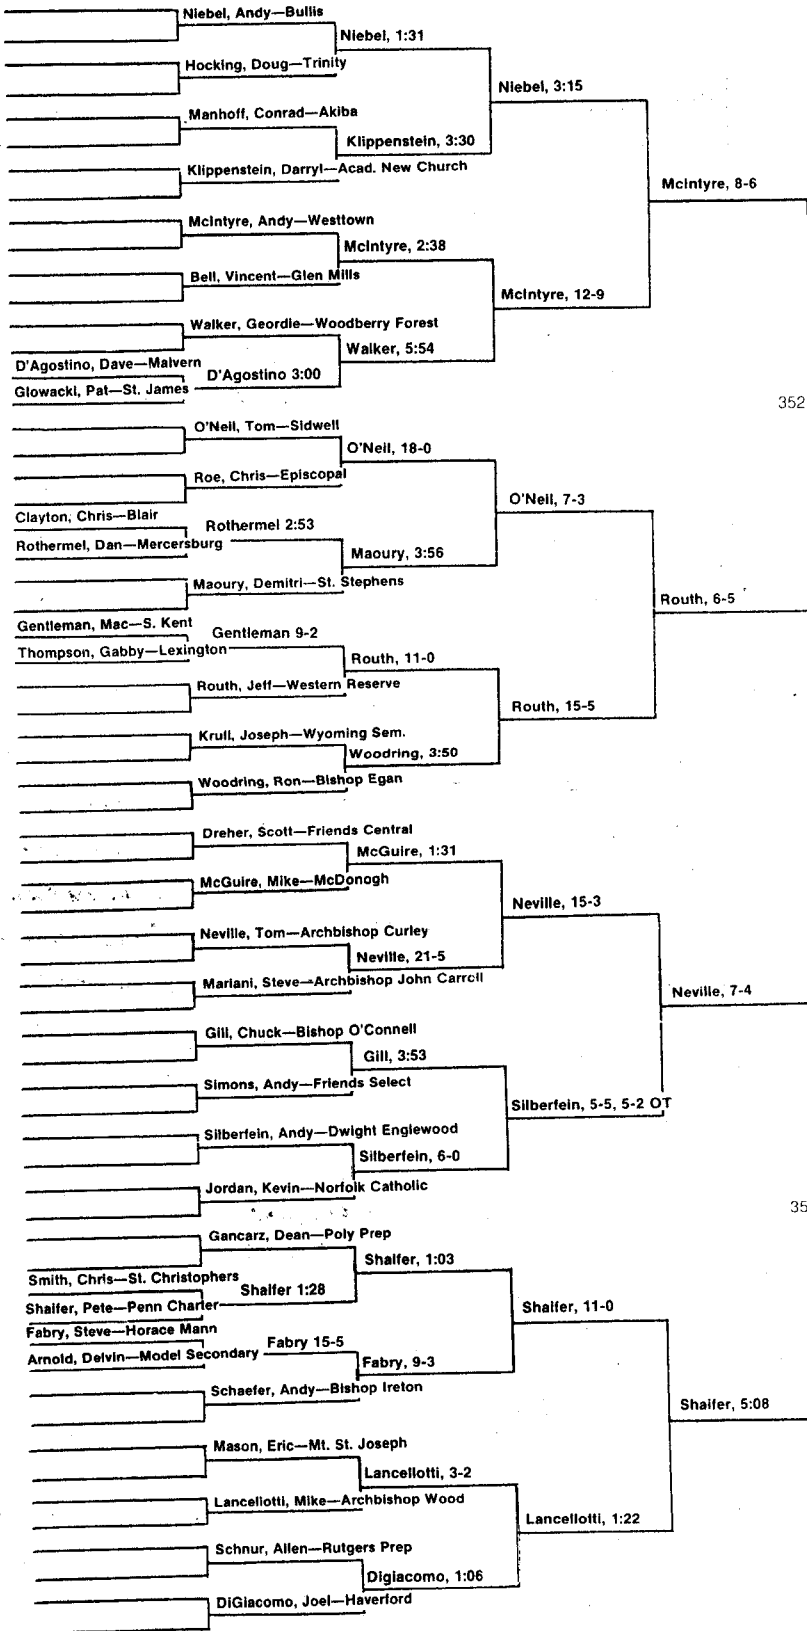 Niebel, Andy—Bullis
Niebel, 1:31
Hocking, Doug—Trinity
Niebel, 3:15
Manhoff, Conrad—Akiba
Klippenstein, 3:30
Klippenstein, Darryl—Acad. New Church
McIntyre, 8-6
McIntyre, Andy—Westtown
McIntyre, 2:38
Bell, Vincent—Glen Mills
McIntyre, 12-9
Walker, Geordie—Woodberry Forest
Walker, 5:54
D'Agostino, Dave—Malvern
D'Agostino 3:00
Glowacki, Pat—St. James
352
O'Neil, Tom—Sidwell
O'Neil, 18-0
Roe, Chris—Episcopal
O'Neil, 7-3
Clayton, Chris—Blair
Rothermel 2:53
Rothermel, Dan—Mercersburg
Maoury, 3:56
Maoury, Demitri—St. Stephens
Routh, 6-5
Gentleman, Mac—S. Kent
Gentleman 9-2
Thompson, Gabby—Lexington
Routh, 11-0
Routh, Jeff—Western Reserve
Routh, 15-5
Krull, Joseph—Wyoming Sem.
Woodring, 3:50
Woodring, Ron—Bishop Egan
Dreher, Scott—Friends Central
McGuire, 1:31
McGuire, Mike—McDonogh
Neville, 15-3
Neville, Tom—Archbishop Curley
Neville, 21-5
Mariani, Steve—Archbishop John Carroll
Neville, 7-4
Gill, Chuck—Bishop O'Connell
Gill, 3:53
Simons, Andy—Friends Select
Silberfein, 5-5, 5-2 OT
Silberfein, Andy—Dwight Englewood
Silberfein, 6-0
Jordan, Kevin—Norfolk Catholic
35
Gancarz, Dean—Poly Prep
Shaifer, 1:03
Smith, Chris—St. Christophers
Shaifer 1:28
Shaifer, Pete—Penn Charter
Shaifer, 11-0
Fabry, Steve—Horace Mann
Fabry 15-5
Arnold, Delvin—Model Secondary
Fabry, 9-3
Schaefer, Andy—Bishop Ireton
Shaifer, 5:08
Mason, Eric—Mt. St. Joseph
Lancellotti, 3-2
Lancellotti, Mike—Archbishop Wood
Lancellotti, 1:22
Schnur, Allen—Rutgers Prep
Digiacomo, 1:06
DiGiacomo, Joel—Haverford